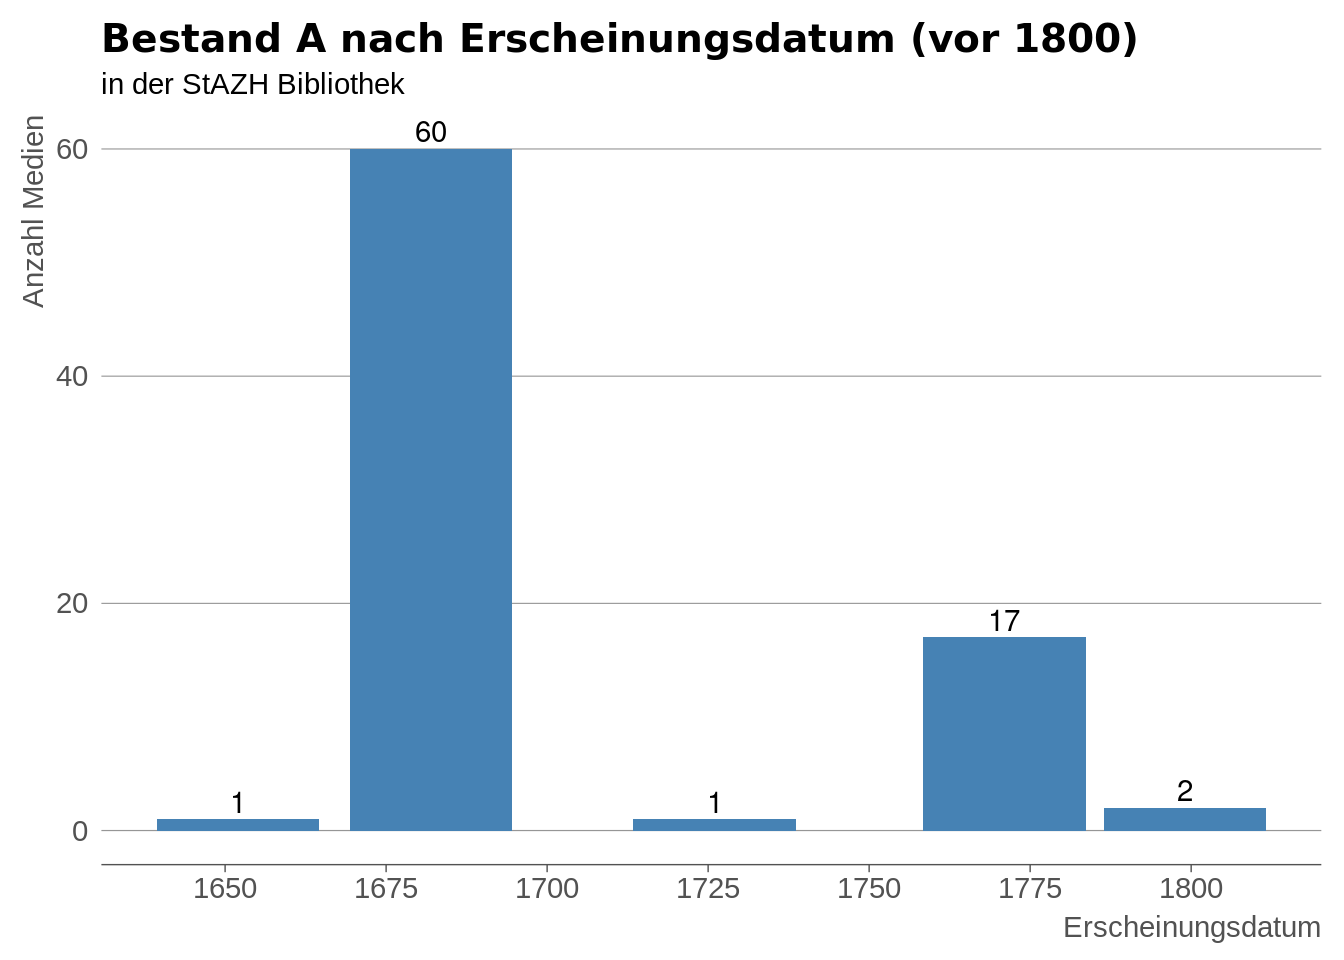 Bestand A nach Erscheinungsdatum (vor 1800)
in der StAZH Bibliothek
Anzahl Medien
60
40
20
0
1
60
1
17
2
1650 1675 1700 1725 1750 1775 1800
Erscheinungsdatum